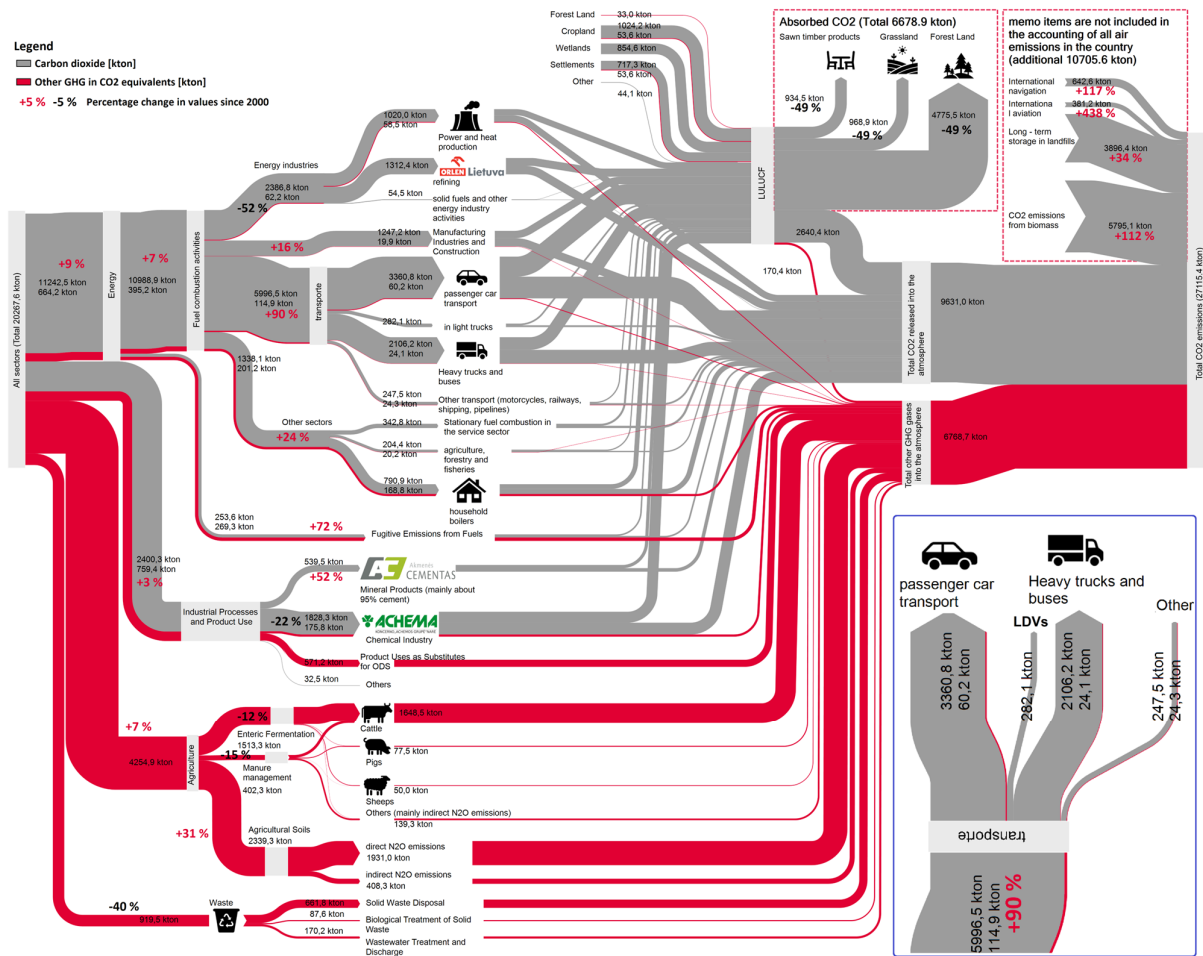 Legend
Carbon dioxide [kton]
Other GHG in CO2 equivalents [kton]
+5 % -5 % Percentage change in values since 2000
All sectors (Total 20267,6 kton)
+9 %
11242,5 kton
664,2 kton
Energy
+7 %
10988,9 kton
395,2 kton
Fuel combustion activities
Energy industries
2386,8 kton
62,2 kton
-52 %
1020,0 kton
58,5 kton
Power and heat
production
1312,4 kton
ORLEN Lietuva
refining
54,5 kton
solid fuels and other
energy industry
activities
+16 %
1247,2 kton
19,9 kton
Manufacturing
Industries and
Construction
5996,5 kton
114,9 kton
+90 %
transporte
3360,8 kton
60,2 kton
passenger car
transport
282,1 kton
in light trucks
2106,2 kton
24,1 kton
Heavy trucks and
buses
247,5 kton
24,3 kton
Other transport (motorcycles, railways,
shipping, pipelines)
1338,1 kton
201,2 kton
Other sectors
+24 %
342,8 kton
Stationary fuel combustion in
the service sector
204,4 kton
20,2 kton
agriculture,
forestry and
fisheries
790,9 kton
168,8 kton
household
boilers
253,6 kton
269,3 kton
+72 %
Fugitive Emissions from Fuels
2400,3 kton
759,4 kton
+3 %
Industrial Processes
and Product Use
539,5 kton
+52 %
Akmenės
CEMENTAS
Mineral Products (mainly about
95% cement)
-22 %
1828,3 kton
175,8 kton
ACHEMA
Chemical Industry
571,2 kton
Product Uses as Substitutes
for ODS
32,5 kton
Others
+7 %
4254,9 kton
Agriculture
-12 %
Enteric Fermentation
1513,3 kton
-15 %
Manure
management
402,3 kton
1648,5 kton
Cattle
77,5 kton
Pigs
50,0 kton
Sheeps
Others (mainly indirect N2O emissions)
139,3 kton
+31 %
Agricultural Soils
2339,3 kton
direct N2O emissions
1931,0 kton
indirect N2O emissions
408,3 kton
-40 %
919,5 kton
Waste
661,8 kton
Solid Waste Disposal
87,6 kton
Biological Treatment of Solid
Waste
170,2 kton
Wastewater Treatment and
Discharge
Forest Land
33,0 kton
Cropland
1024,2 kton
53,6 kton
Wetlands
854,6 kton
Settlements
717,3 kton
53,6 kton
Other
44,1 kton
LULUCF
Absorbed CO2 (Total 6678.9 kton)
Sawn timber products
Grassland
Forest Land
934,5 kton
-49 %
968,9 kton
-49 %
4775,5 kton
-49 %
2640,4 kton
170,4 kton
Total CO2 released into the
atmosphere
9631,0 kton
Total other GHG gases
into the atmosphere
6788.7 kton
memo items are not included in
the accounting of all air
emissions in the country
(additional 10705.6 kton)
International
navigation
642,6 kton
+117 %
Internationa
l aviation
381,2 kton
+438 %
Long - term
storage in landfills
3896,4 kton
+34 %
CO2 emissions
from biomass
5795,1 kton
+112 %
Total CO2 emissions (27115.4 kton)
passenger car
transport
Heavy trucks and
buses
LDVs
Other
3360,8 kton
60,2 kton
282,1 kton
2106,2 kton
24,1 kton
247,5 kton
24,3 kton
transporte
5996,5 kton
114,9 kton
+90 %